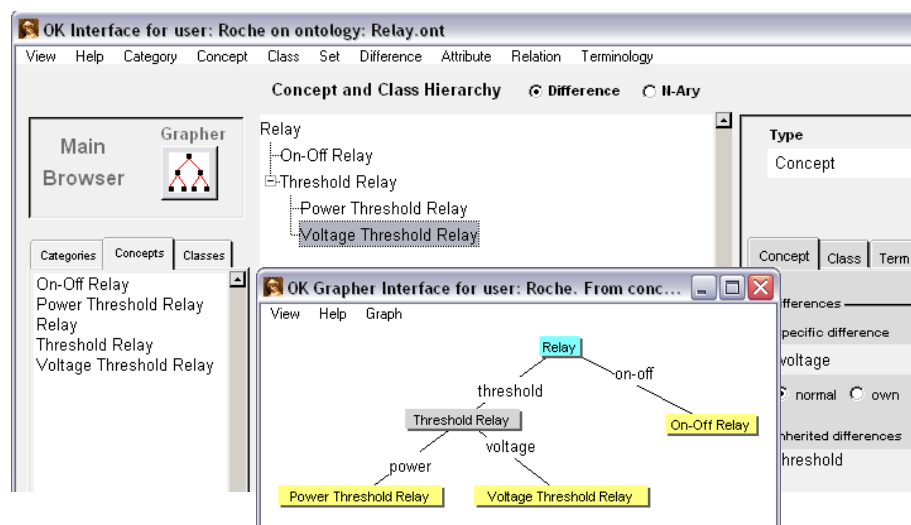 OK Interface for user: Roche on ontology: Relay.ont
View Help Category Concept Class Set Difference Attribute Relation Terminology
Concept and Class Hierarchy Difference N-Ary
Main Browser
Grapher
Relay
On-Off Relay
Threshold Relay
Power Threshold Relay
Voltage Threshold Relay
Type
Concept
Categories Concepts Classes
On-Off Relay
Power Threshold Relay
Relay
Threshold Relay
Voltage Threshold Relay
Concept Class Term
fferences
pecific difference
voltage
normal own
nherited differences
hreshold
OK Grapher Interface for user: Roche. From conc...
View Help Graph
Relay
threshold
on-off
Threshold Relay
On-Off Relay
power
voltage
Power Threshold Relay
Voltage Threshold Relay